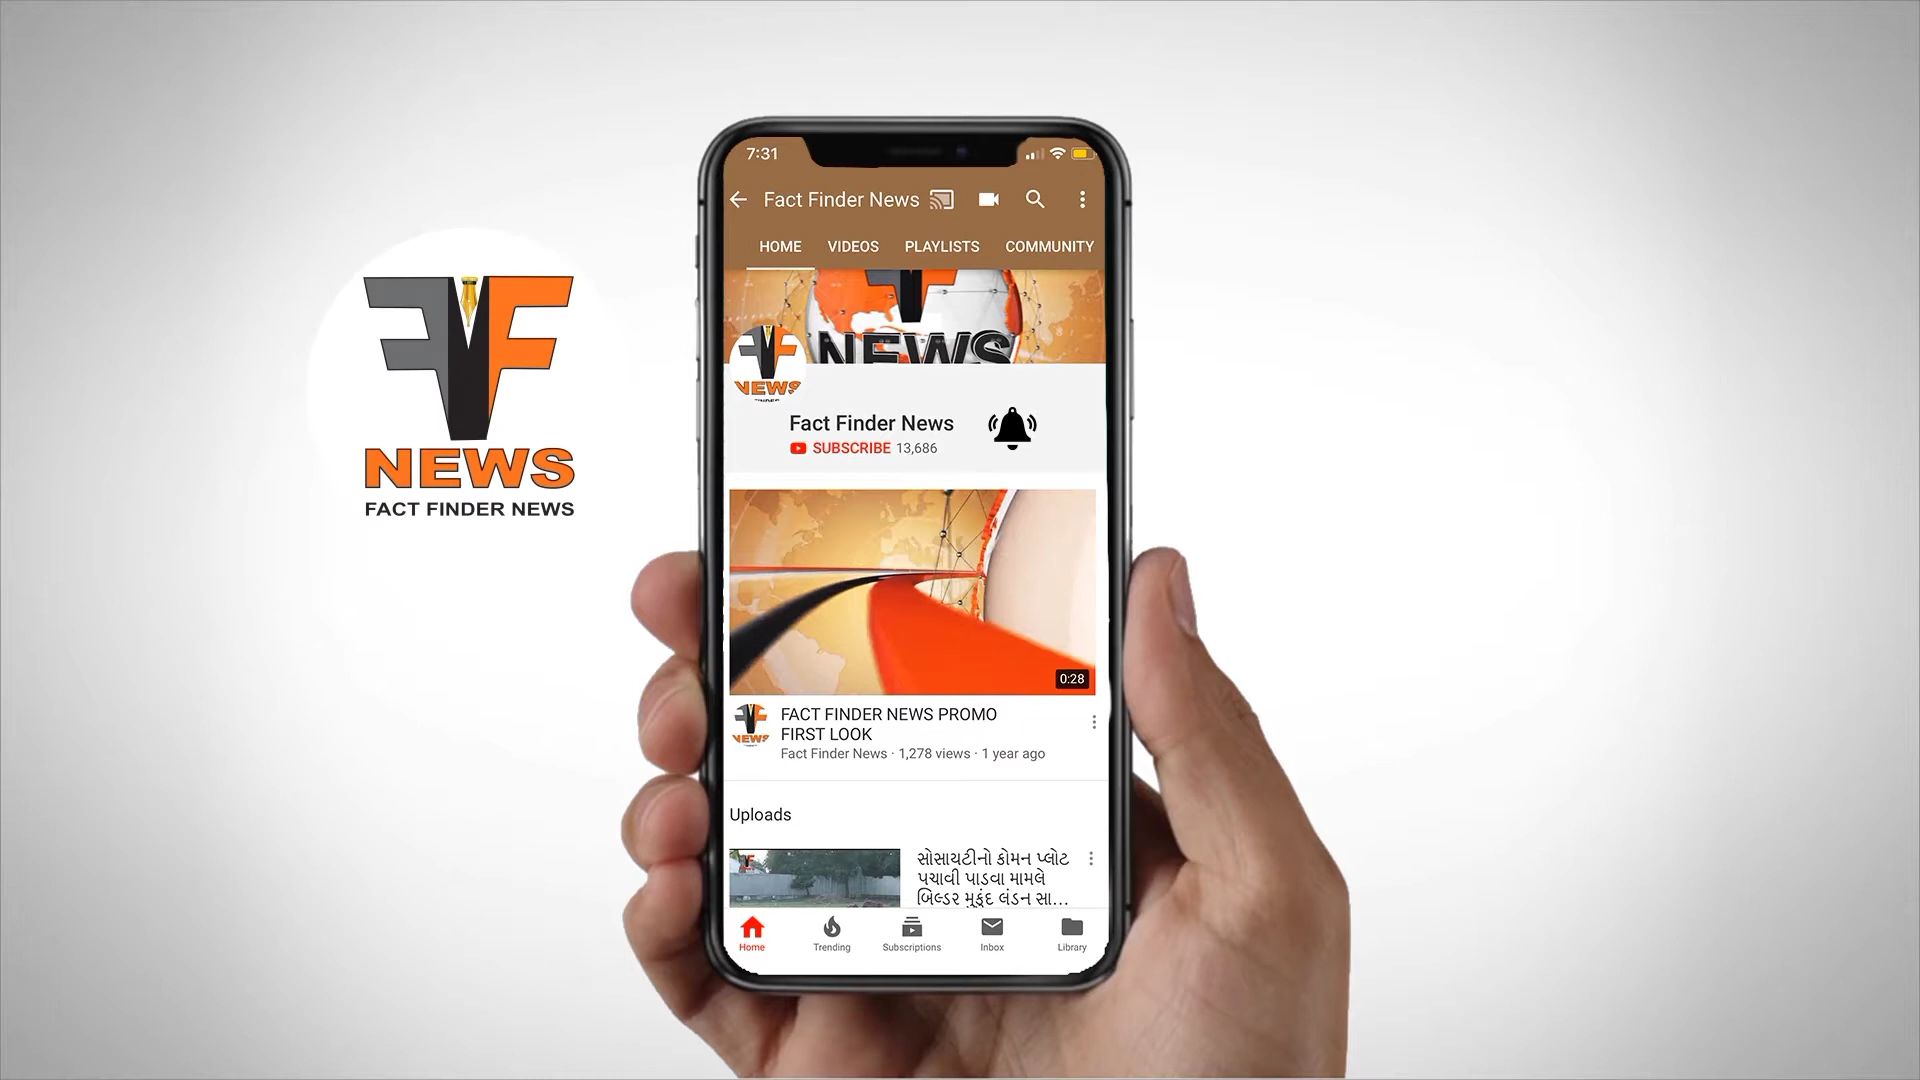 7:31
Fact Finder News
HOME VIDEOS PLAYLISTS COMMUNITY
NEWS
NEWS
Fact Finder News
SUBSCRIBE 13,686
0:28
FACT FINDER NEWS PROMO
FIRST LOOK
NEWS
Fact Finder News · 1,278 views · 1 year ago
Uploads
સોસાયટીનો કોમન પ્લોટ
પચાવી પાડવા મામલે
બિલ્ડર મૂકુંદ લંડન સા...
Home Trending Subscriptions Inbox Library
FF
NEWS
FACT FINDER NEWS